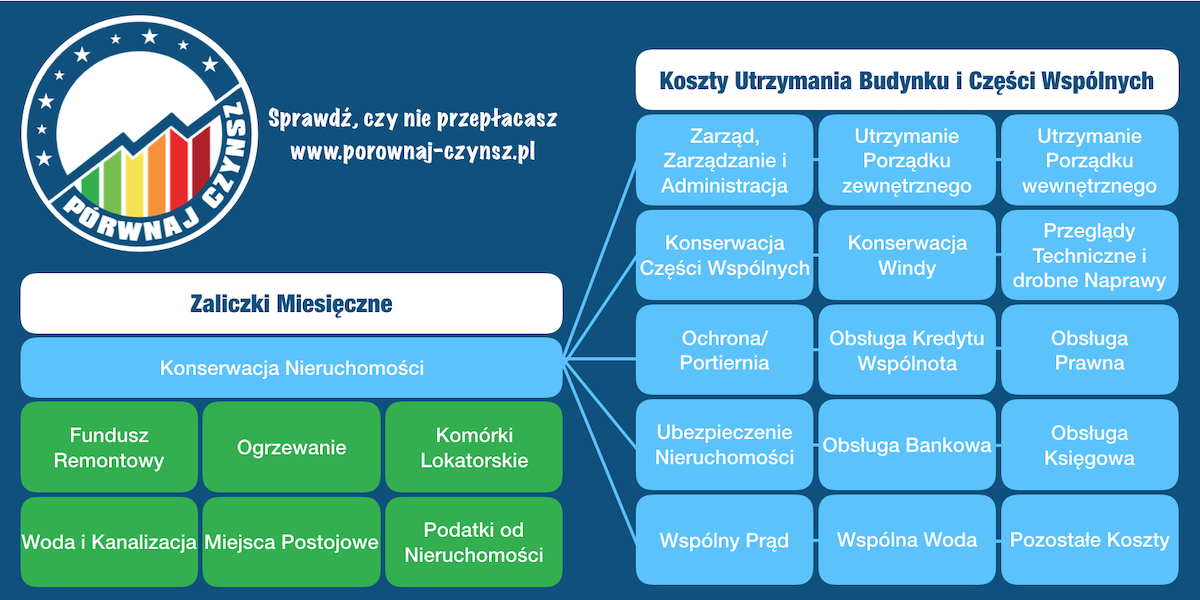 PÓRWNAJ CZYNSZ
Sprawdź, czy nie przepłacasz
www.porownaj-czynsz.pl
Zaliczki Miesięczne
Konserwacja Nieruchomości
Fundusz
Remontowy
Ogrzewanie
Komórki
Lokatorskie
Woda i Kanalizacja
Miejsca Postojowe
Podatki od
Nieruchomości
Koszty Utrzymania Budynku i Części Wspólnych
Zarząd,
Zarządzanie i
Administracja
Utrzymanie
Porządku
zewnętrznego
Utrzymanie
Porządku
wewnętrznego
Konserwacja
Części Wspólnych
Konserwacja
Windy
Przeglądy
Techniczne i
drobne Naprawy
Ochrona/
Portiernia
Obsługa Kredytu
Wspólnota
Obsługa
Prawna
Ubezpieczenie
Nieruchomości
Obsługa Bankowa
Obsługa
Księgowa
Wspólny Prąd
Wspólna Woda
Pozostałe Koszty